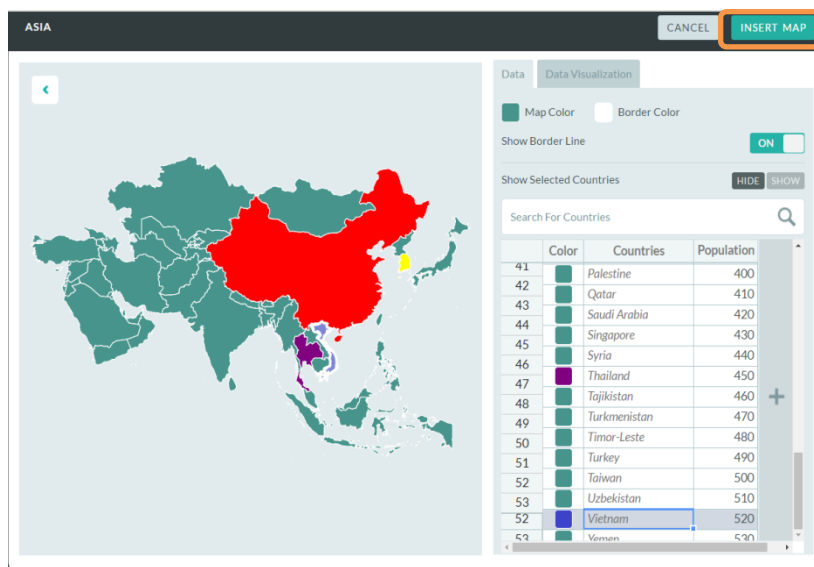 ASIA
CANCEL
INSERT MAP
Data
Data Visualization
Map Color
Border Color
Show Border Line
ON
Show Selected Countries
HIDE
SHOW
Search For Countries
Color Countries Population
41 Palestine 400
42 Qatar 410
43 Saudi Arabia 420
44 Singapore 430
45 Syria 440
46 Thailand 450
47 Tajikistan 460
48 Turkmenistan 470
49 Timor-Leste 480
50 Turkey 490
51 Taiwan 500
52 Uzbekistan 510
53
52 Vietnam 520
53 Yemen 530